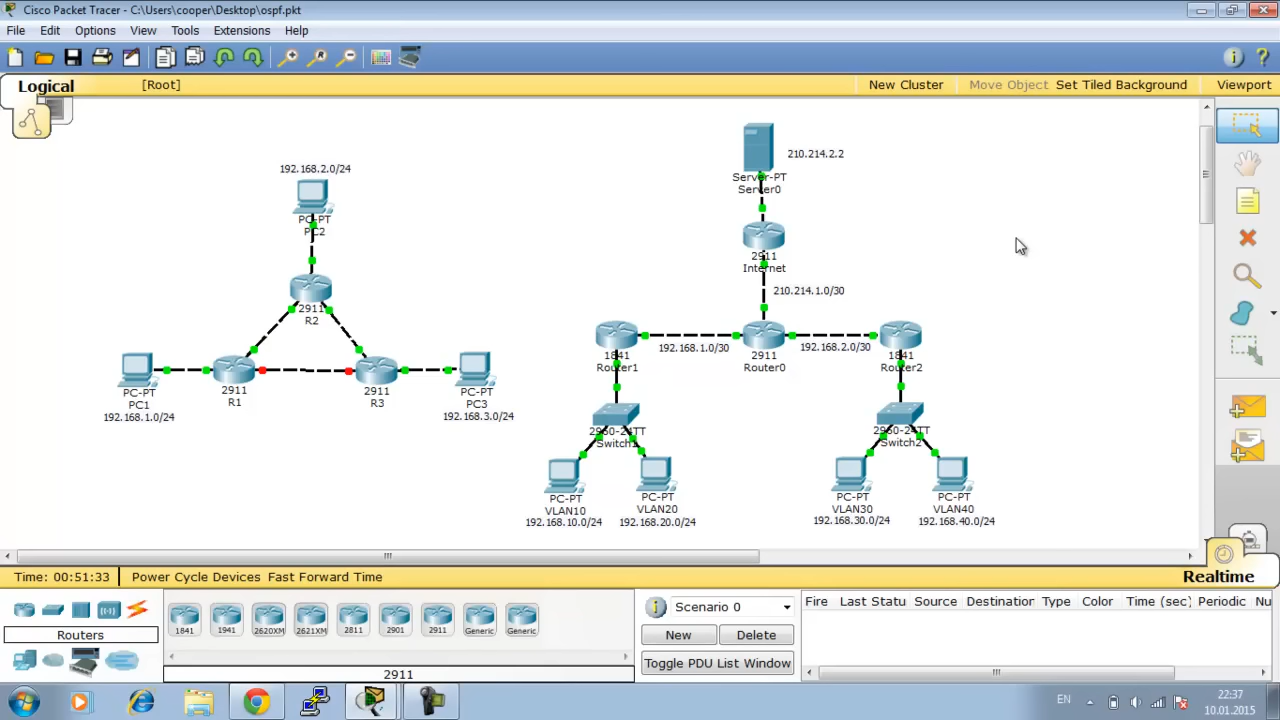 Cisco Packet Tracer - C:\Users\cooper\Desktop\ospf.pkt
File Edit Options View Tools Extensions Help
Logical [Root] New Cluster Move Object Set Tiled Background Viewport
192.168.2.0/24
PC-PT
PC2
2911
R2
PC-PT
PC1
192.168.1.0/24
2911
R1
2911
R3
PC-PT
PC3
192.168.3.0/24
210.214.2.2
Server-PT
Server0
2911
Internet
210.214.1.0/30
1841
Router1
192.168.1.0/30
2911
Router0
192.168.2.0/30
1841
Router2
2960-24TT
Switch1
2960-24TT
Switch2
PC-PT
VLAN10
192.168.10.0/24
PC-PT
VLAN20
192.168.20.0/24
PC-PT
VLAN30
192.168.30.0/24
PC-PT
VLAN40
192.168.40.0/24
Time: 00:51:33 Power Cycle Devices Fast Forward Time Realtime
Routers
1841 1941 2620XM 2621XM 2811 2901 2911 Generic Generic
2911
Scenario 0
New Delete
Toggle PDU List Window
Fire Last Statu Source Destination Type Color Time (sec) Periodic Nu
EN 22:37
10.01.2015